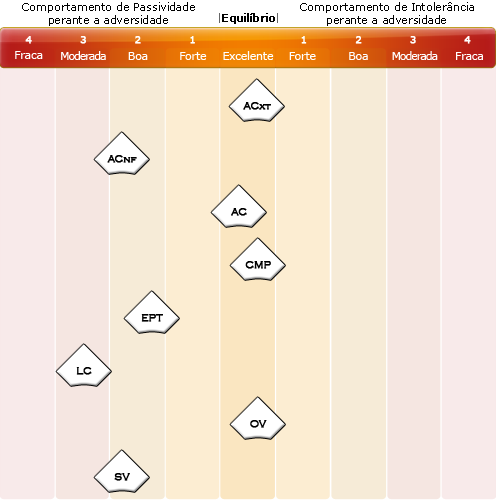 Comportamento de Passividade
perante a adversidade
|Equilíbrio|
Comportamento de Intolerância
perante a adversidade
4 3 2 1 1 2 3 4
Fraca Moderada Boa Forte Excelente Forte Boa Moderada Fraca
ACXT
ACNF
AC
CMP
EPT
LC
OV
SV